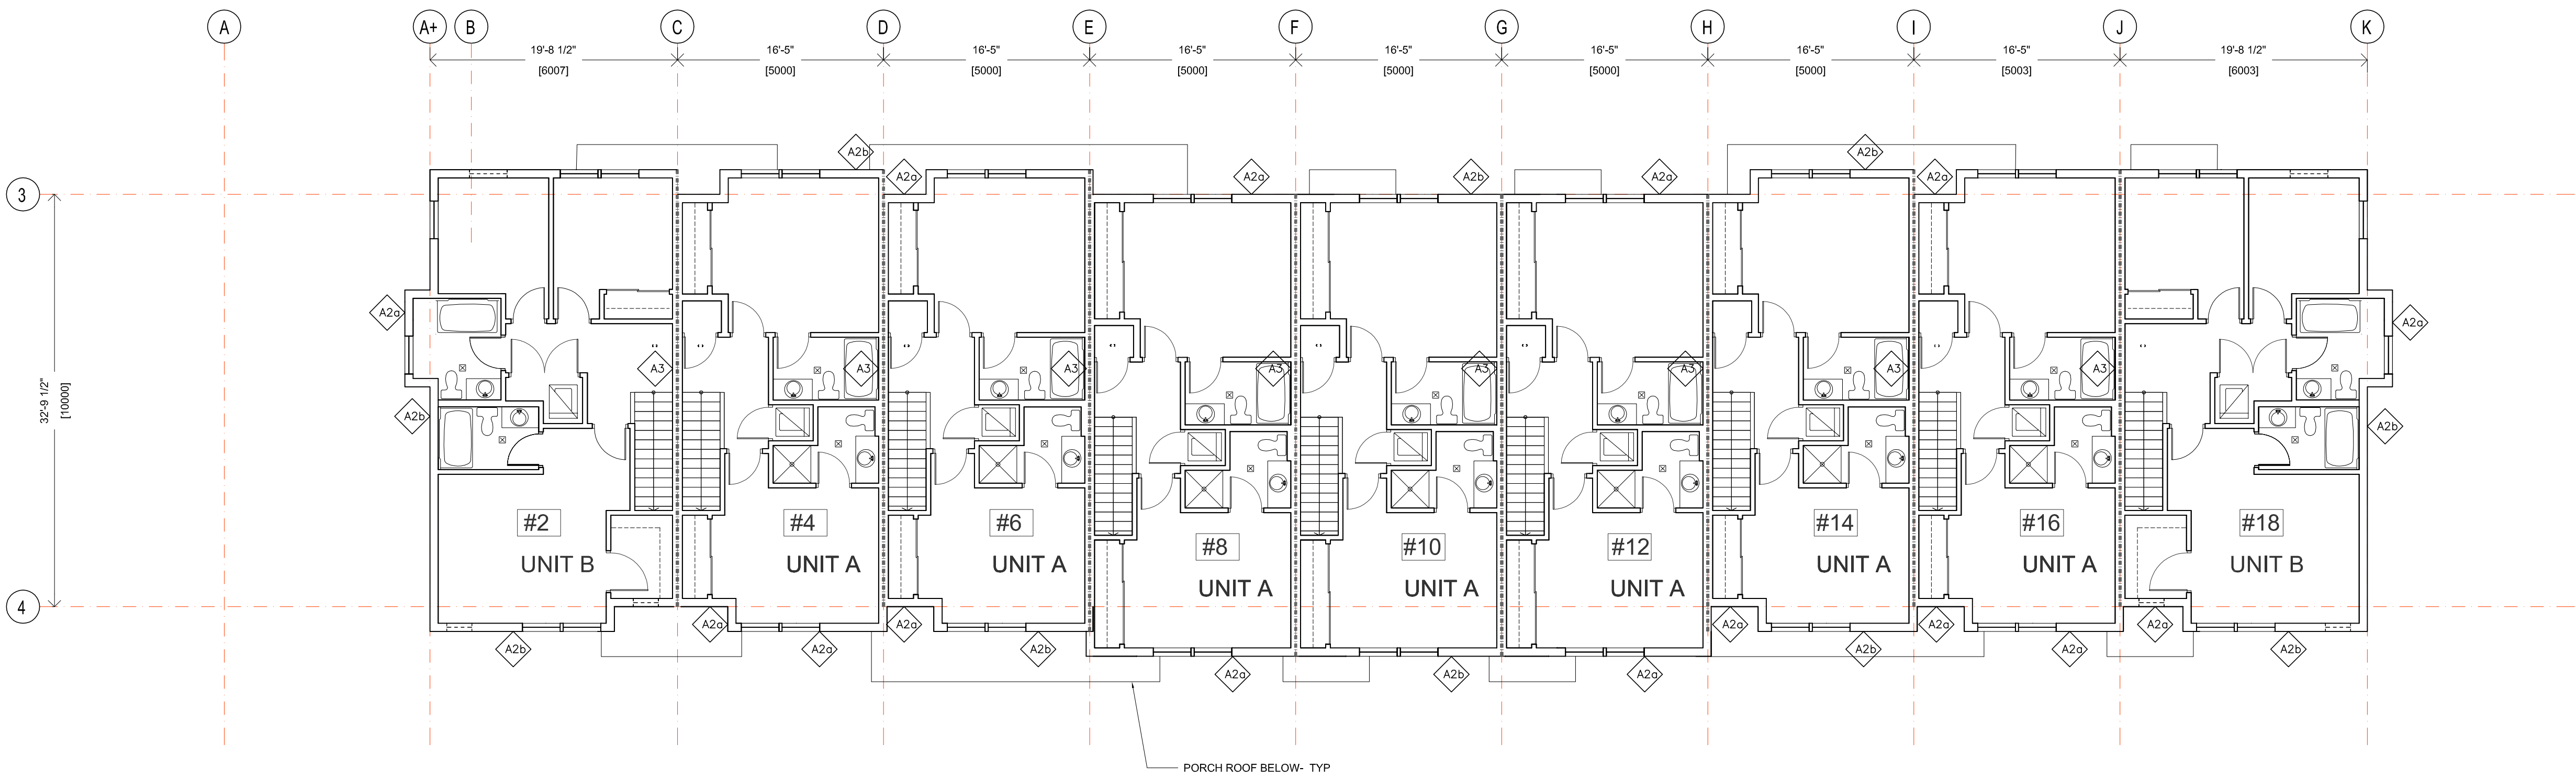 A A+ B C D E F G H I J K
19'-8 1/2" 16'-5" 16'-5" 16'-5" 16'-5" 16'-5" 16'-5" 16'-5" 19'-8 1/2"
[6007] [5000] [5000] [5000] [5000] [5000] [5000] [5003] [6003]
A2b A2b
A2a A2a A2b A2a A2a
3
A2a A2a
A3 A3 A3 A3 A3 A3 A3 A3
32'-9 1/2"
[10000]
A2b A2b
#2 #4 #6 #14 #16 #18
#8 #10 #12
UNIT B UNIT A UNIT A UNIT A UNIT A UNIT B
UNIT A UNIT A UNIT A
4
A2a A2a A2a A2a A2a
A2b A2a A2b A2b A2a A2b
A2a A2b A2a
PORCH ROOF BELOW- TYP